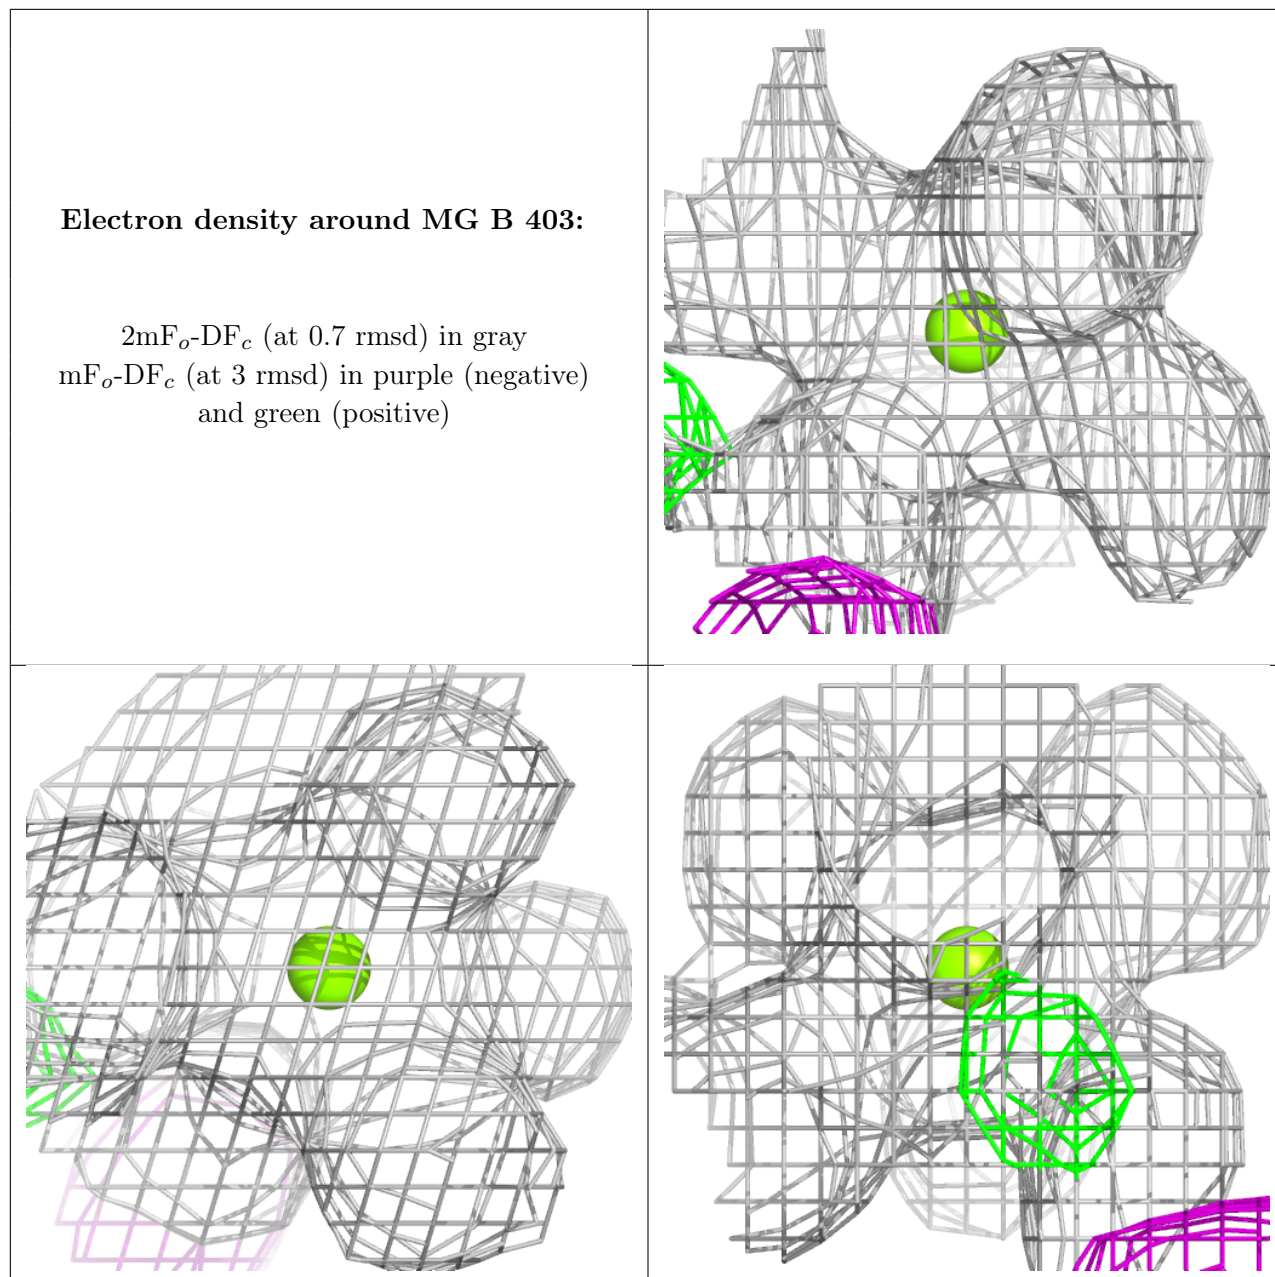 Electron density around MG B 403:
2mFo-DFc (at 0.7 rmsd) in gray
mFo-DFc (at 3 rmsd) in purple (negative)
and green (positive)